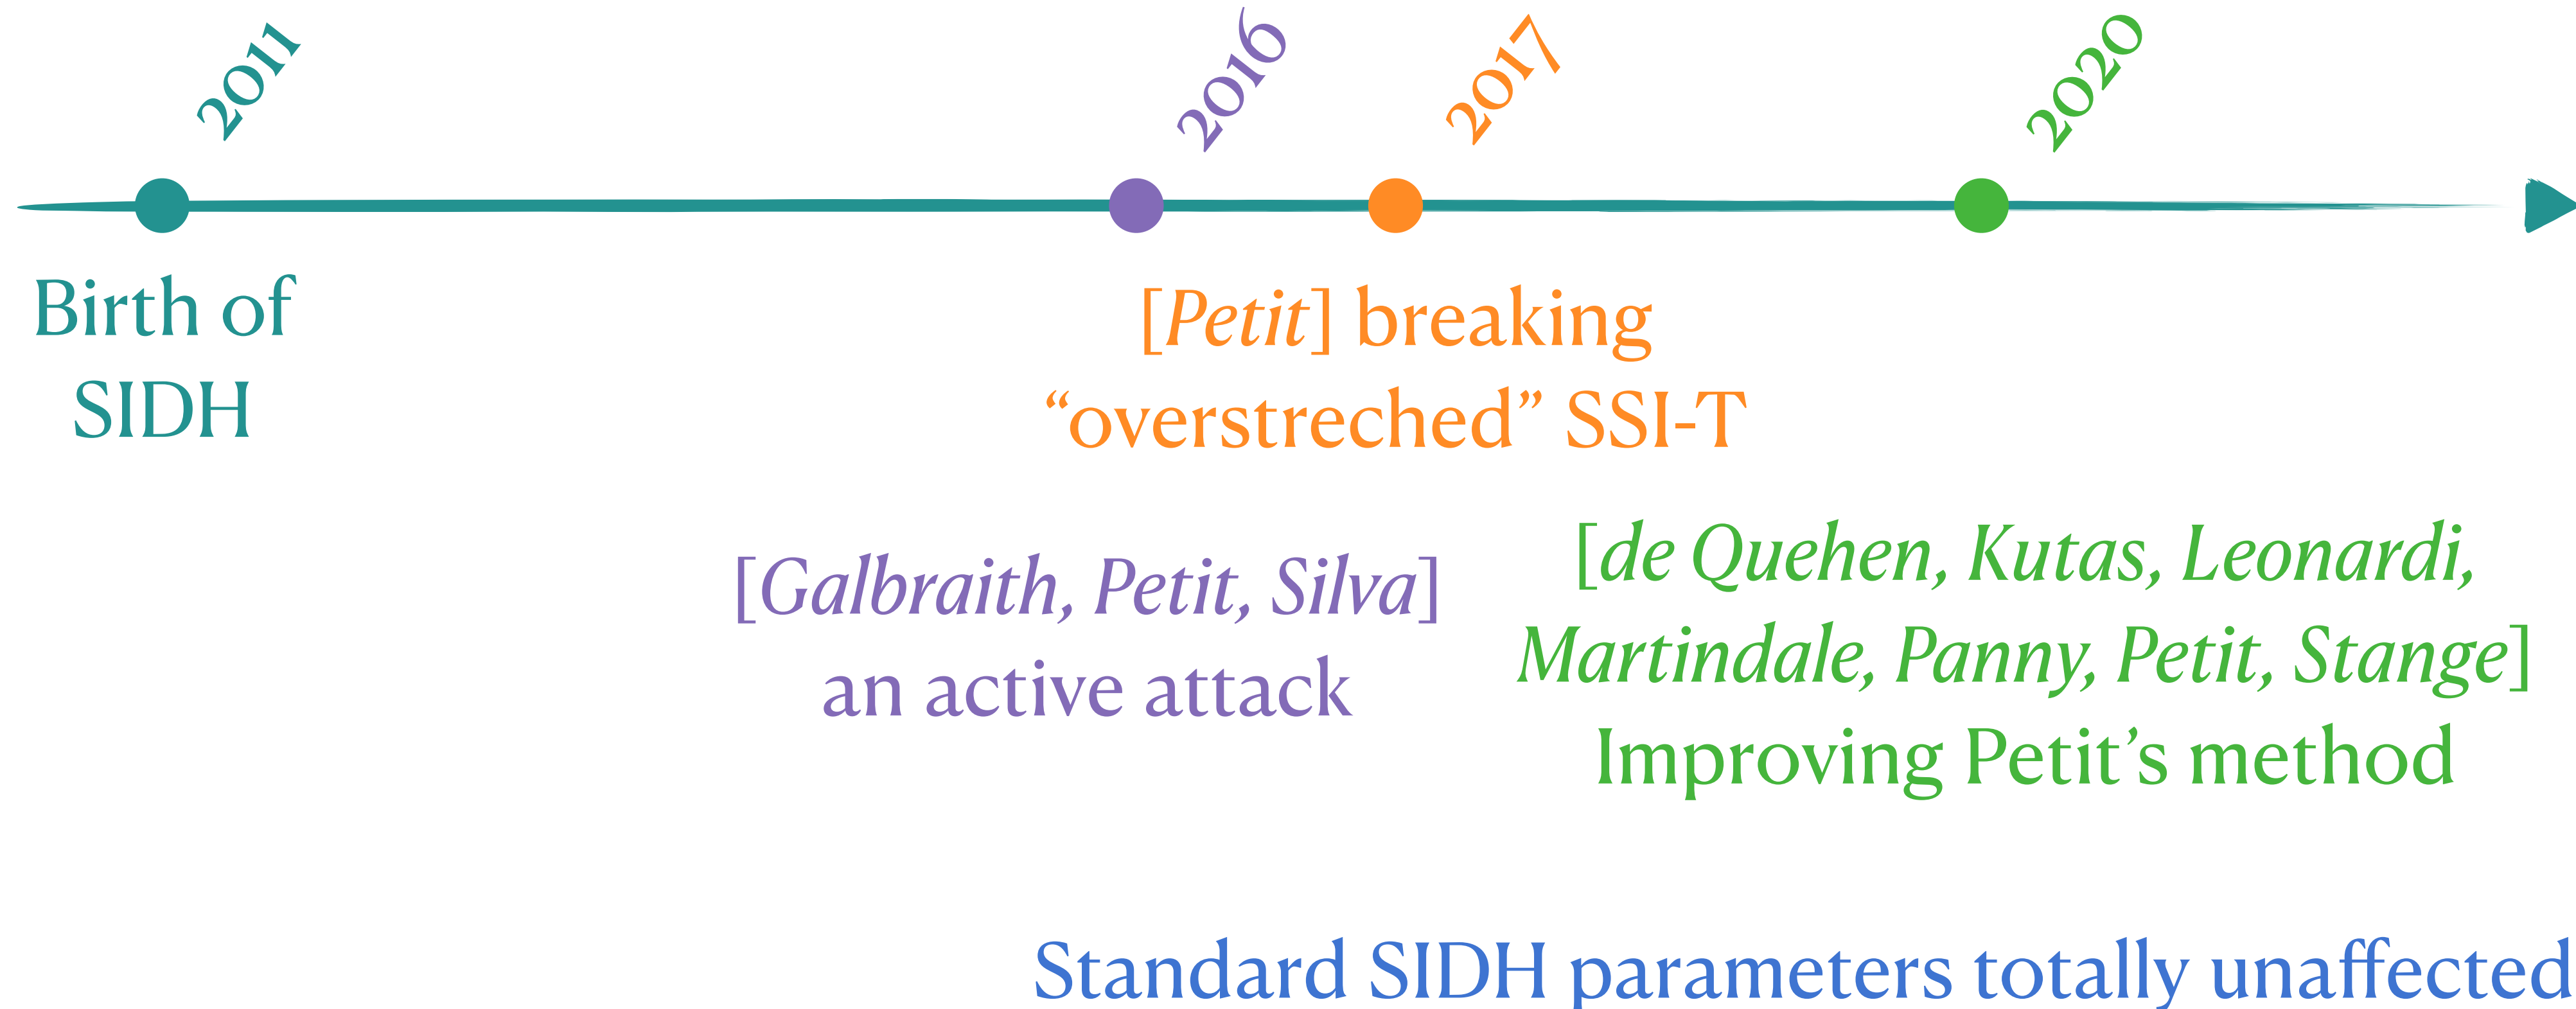 2011
2016
2017
2020
Birth of
SIDH
[Petit] breaking
“overstreched” SSI-T
[Galbraith, Petit, Silva]
an active attack
[de Quehen, Kutas, Leonardi,
Martindale, Panny, Petit, Stange]
Improving Petit’s method
Standard SIDH parameters totally unaffected